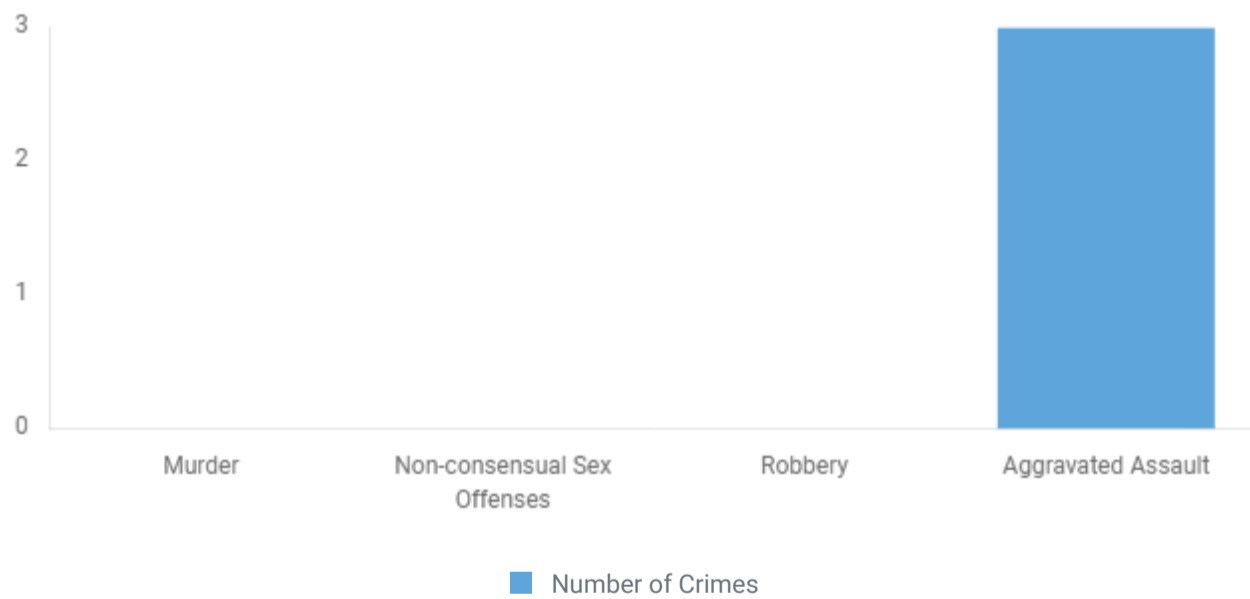 3
2
1
0
Murder
Non-consensual Sex
Offenses
Robbery
Aggravated Assault
Number of Crimes